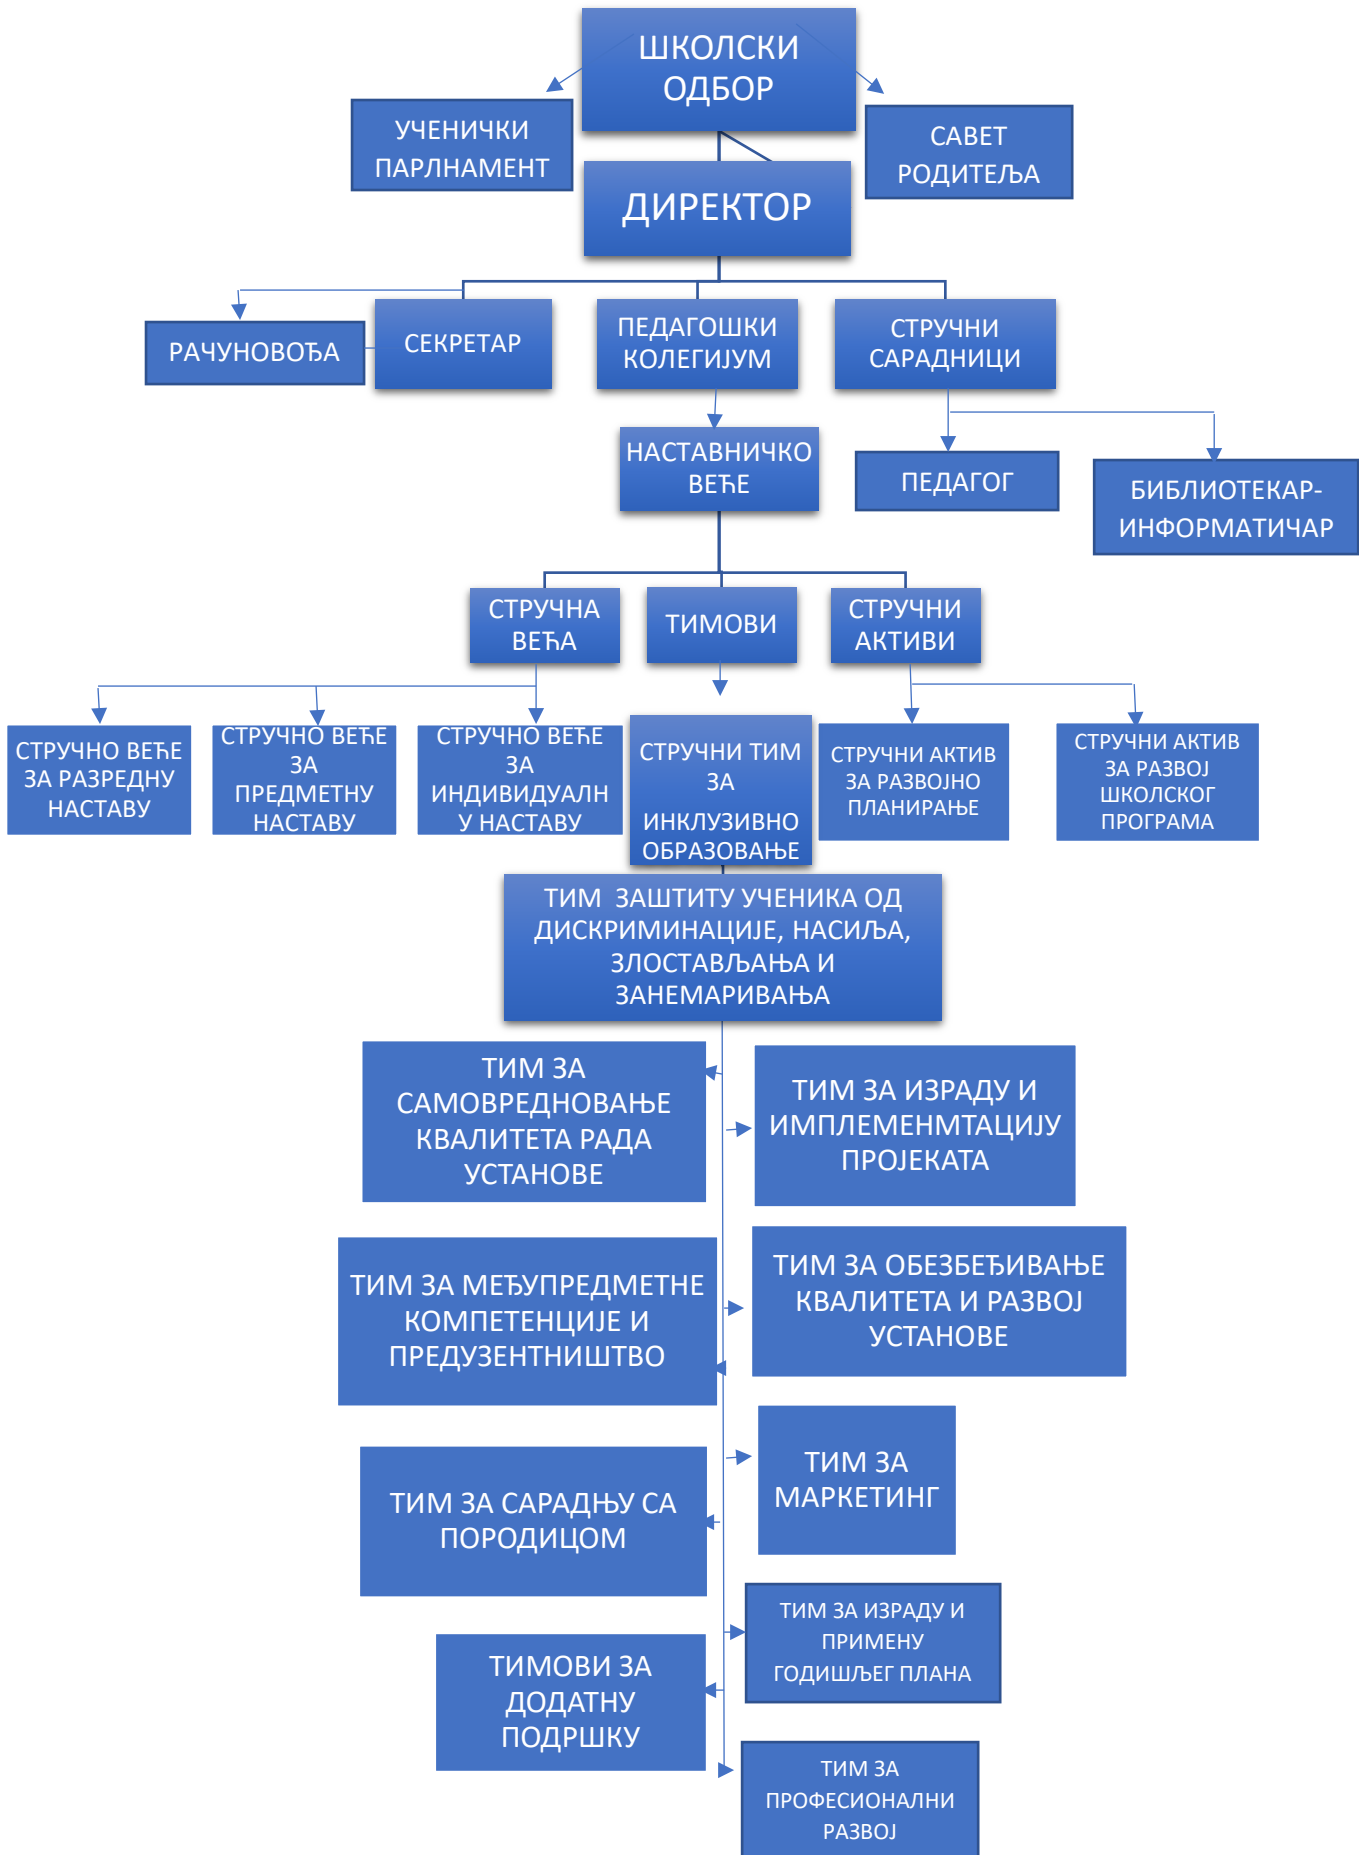 ШКОЛСКИ
ОДБОР
УЧЕНИЧКИ
ПАРЛНАМЕНТ
САВЕТ
РОДИТЕЉА
ДИРЕКТОР
РАЧУНОВОЂА
СЕКРЕТАР
ПЕДАГОШКИ
КОЛЕГИЈУМ
СТРУЧНИ
САРАДНИЦИ
НАСТАВНИЧКО
ВЕЋЕ
ПЕДАГОГ
БИБЛИОТЕКАР-
ИНФОРМАТИЧАР
СТРУЧНА
ВЕЋА
ТИМОВИ
СТРУЧНИ
АКТИВИ
СТРУЧНО ВЕЋЕ
ЗА РАЗРЕДНУ
НАСТАВУ
СТРУЧНО ВЕЋЕ
ЗА
ПРЕДМЕТНУ
НАСТАВУ
СТРУЧНО ВЕЋЕ
ЗА
ИНДИВИДУАЛН
У НАСТАВУ
СТРУЧНИ ТИМ
ЗА
ИНКЛУЗИВНО
ОБРАЗОВАЊЕ
СТРУЧНИ АКТИВ
ЗА РАЗВОЈНО
ПЛАНИРАЊЕ
СТРУЧНИ АКТИВ
ЗА РАЗВОЈ
ШКОЛСКОГ
ПРОГРАМА
ТИМ  ЗАШТИТУ УЧЕНИКА ОД
ДИСКРИМИНАЦИЈЕ, НАСИЉА,
ЗЛОСТАВЉАЊА И
ЗАНЕМАРИВАЊА
ТИМ ЗА
САМОВРЕДНОВАЊЕ
КВАЛИТЕТА РАДА
УСТАНОВЕ
ТИМ ЗА ИЗРАДУ И
ИМПЛЕМЕНМТАЦИЈУ
ПРОЈЕКАТА
ТИМ ЗА МЕЂУПРЕДМЕТНЕ
КОМПЕТЕНЦИЈЕ И
ПРЕДУЗЕНТНИШТВО
ТИМ ЗА ОБЕЗБЕЂИВАЊЕ
КВАЛИТЕТА И РАЗВОЈ
УСТАНОВЕ
ТИМ ЗА САРАДЊУ СА
ПОРОДИЦОМ
ТИМ ЗА
МАРКЕТИНГ
ТИМОВИ ЗА
ДОДАТНУ
ПОДРШКУ
ТИМ ЗА ИЗРАДУ И
ПРИМЕНУ
ГОДИШЉЕГ ПЛАНА
ТИМ ЗА
ПРОФЕСИОНАЛНИ
РАЗВОЈ